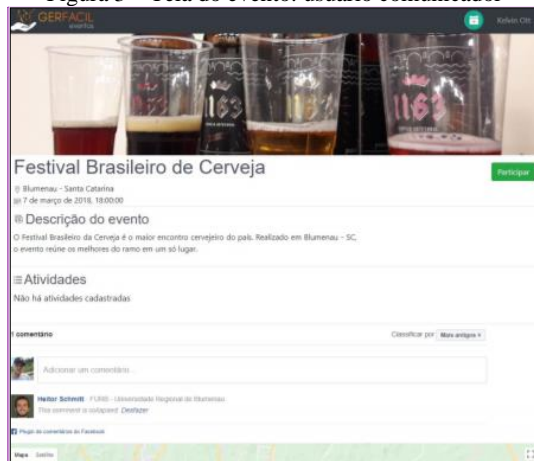 Figura 3 – Tela do evento: usuário comunicador
GERFACIL
eventos
Kelvin Ott
1163
1163
Festival Brasileiro de Cerveja
Participar
Blumenau - Santa Catarina
7 de março de 2018, 18:00:00
Descrição do evento
O Festival Brasileiro da Cerveja é o maior encontro cervejeiro do país. Realizado em Blumenau - SC,
o evento reúne os melhores do ramo em um só lugar.
Atividades
Não há atividades cadastradas
1 comentário
Classificar por Mais antigos
Adicionar um comentário...
Heitor Schmitt · FURB - Universidade Regional de Blumenau
This comment is collapsed. Desfazer
Plugin de comentários do Facebook
Mapa Satélite